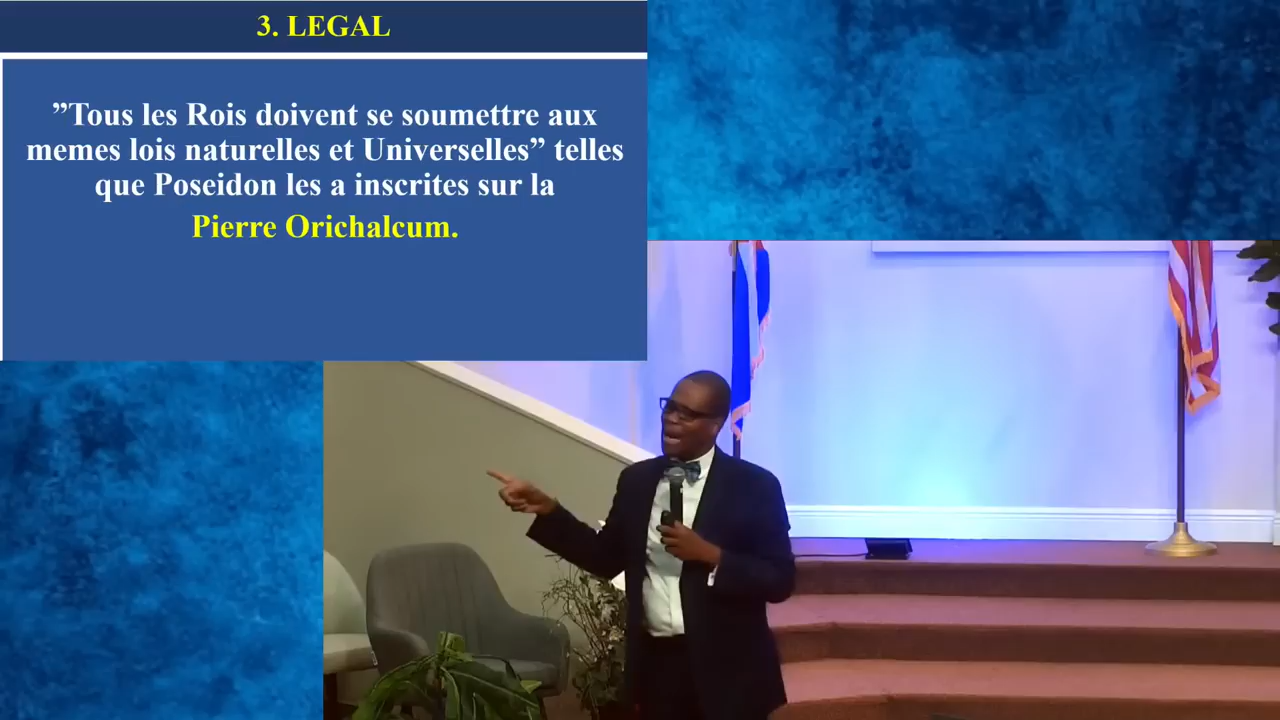 3. LEGAL
”Tous les Rois doivent se soumettre aux
memes lois naturelles et Universelles” telles
que Poseidon les a inscrites sur la
Pierre Orichalcum.